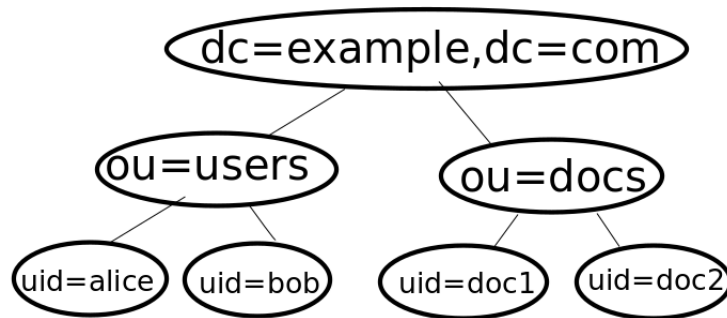 dc=example,dc=com
ou=users
ou=docs
uid=alice
uid=bob
uid=doc1
uid=doc2